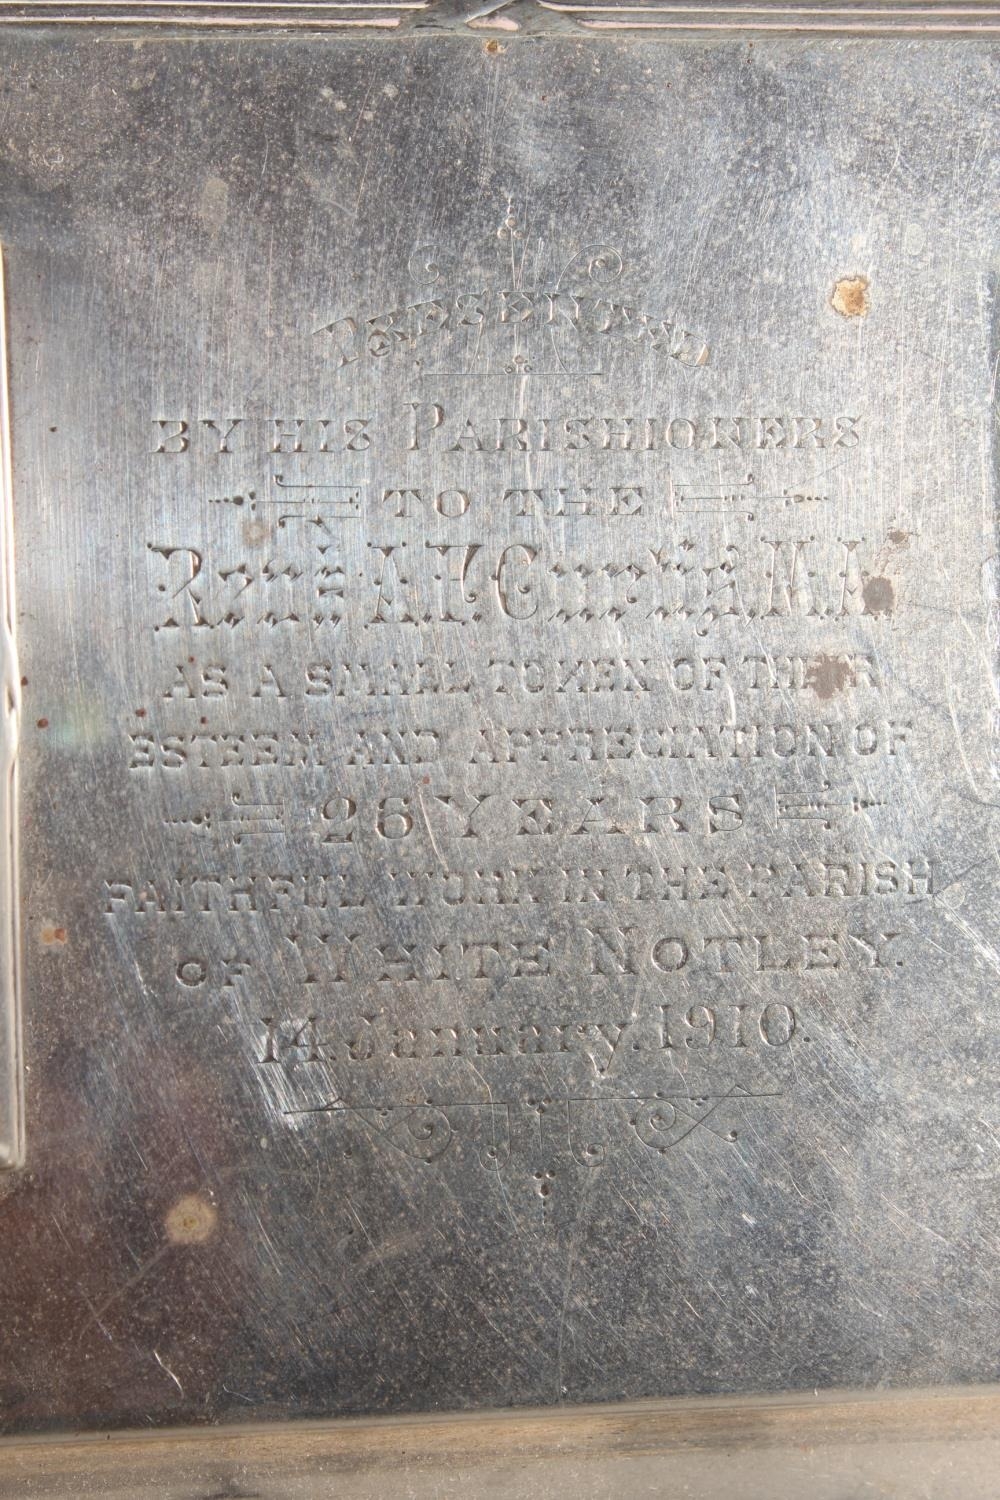 PRESENTED
BY HIS PARISHIONERS
TO THE
Revd. A.F. Curtis, M.A
AS A SMALL TOKEN OF THEIR
ESTEEM AND APPRECIATION OF
26 YEARS
FAITHFUL WORK IN THE PARISH
OF WHITE NOTLEY.
14. January. 1910.